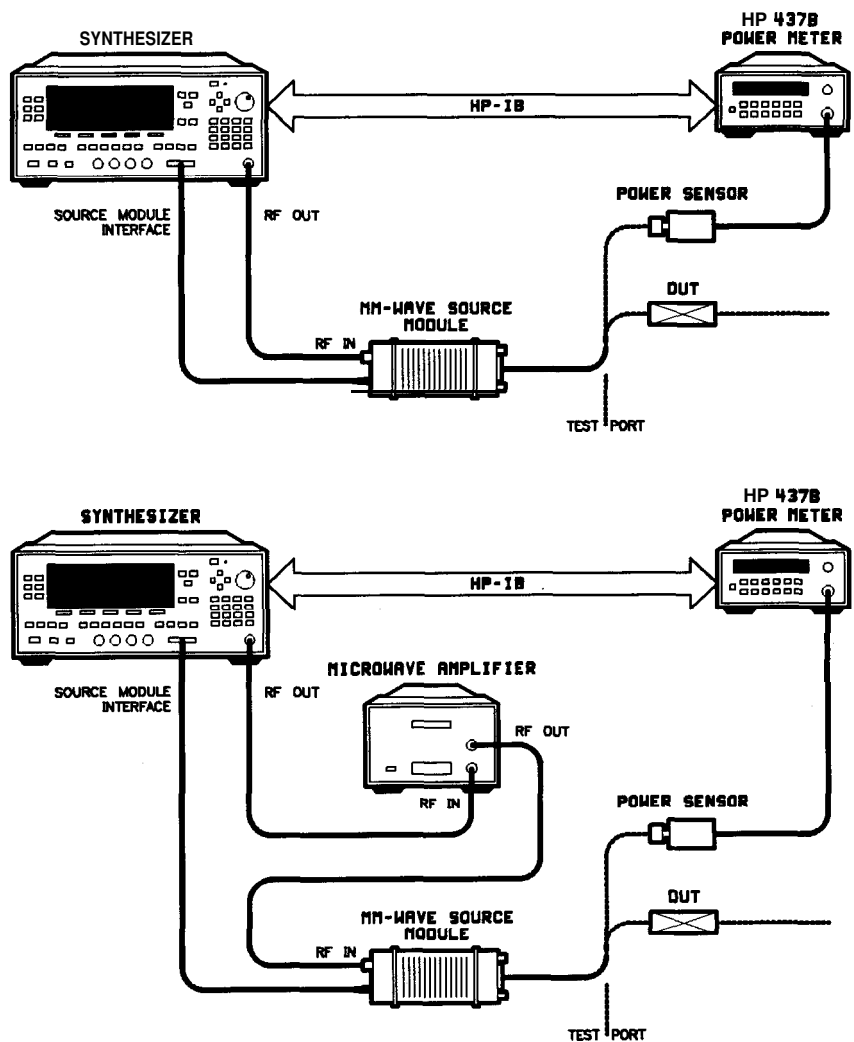 SYNTHESIZER
HP 437B
POWER METER
HP-IB
POWER SENSOR
SOURCE MODULE
INTERFACE
RF OUT
DUT
MM-WAVE SOURCE
MODULE
RF IN
TEST PORT
SYNTHESIZER
HP 437B
POWER METER
HP-IB
MICROWAVE AMPLIFIER
SOURCE MODULE
INTERFACE
RF OUT
RF OUT
RF IN
POWER SENSOR
DUT
MM-WAVE SOURCE
MODULE
RF IN
TEST PORT